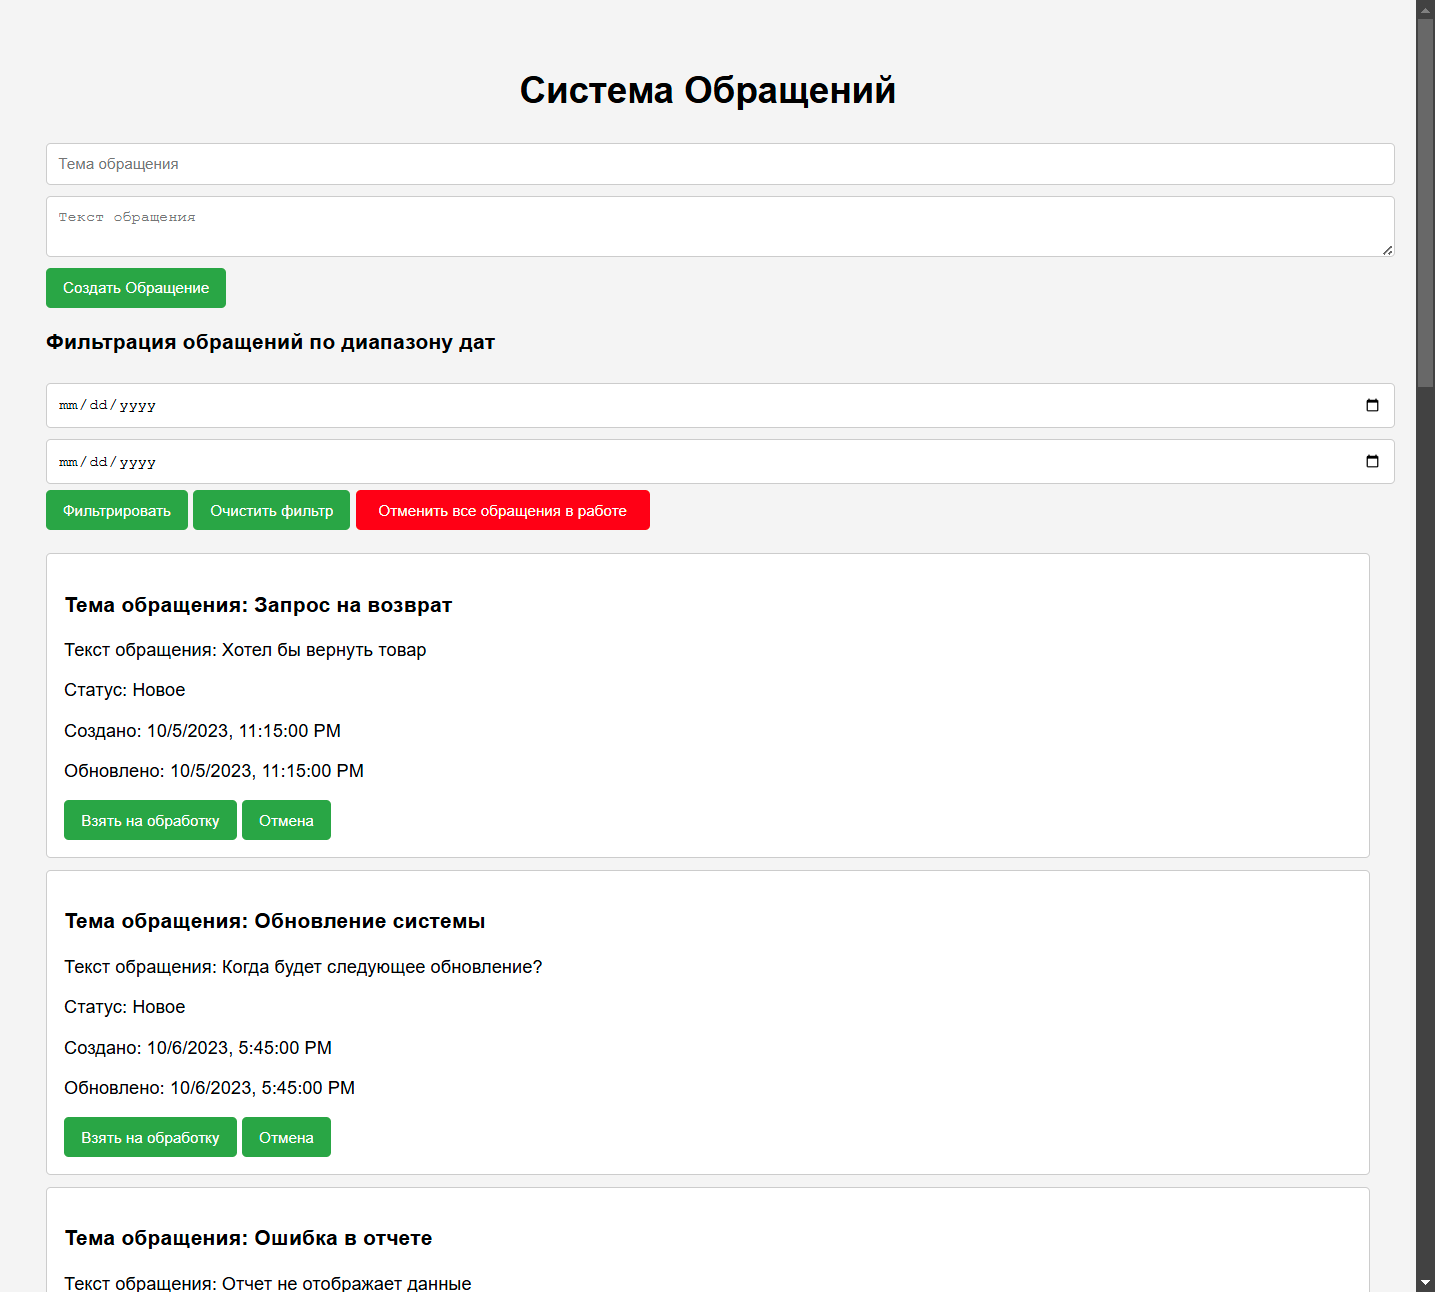 Система Обращений
Тема обращения
Текст обращения
Создать Обращение
Фильтрация обращений по диапазону дат
mm/dd/yyyy
mm/dd/yyyy
Фильтровать Очистить фильтр Отменить все обращения в работе
Тема обращения: Запрос на возврат
Текст обращения: Хотел бы вернуть товар
Статус: Новое
Создано: 10/5/2023, 11:15:00 PM
Обновлено: 10/5/2023, 11:15:00 PM
Взять на обработку Отмена
Тема обращения: Обновление системы
Текст обращения: Когда будет следующее обновление?
Статус: Новое
Создано: 10/6/2023, 5:45:00 PM
Обновлено: 10/6/2023, 5:45:00 PM
Взять на обработку Отмена
Тема обращения: Ошибка в отчете
Текст обращения: Отчет не отображает данные